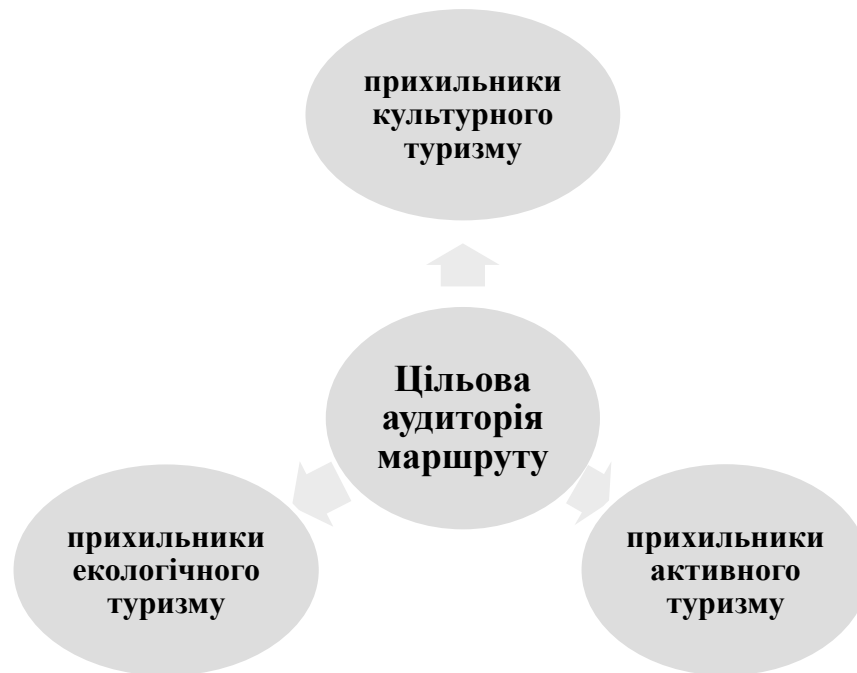 прихильники
культурного
туризму
Цільова
аудиторія
маршруту
прихильники
екологічного
туризму
прихильники
активного
туризму